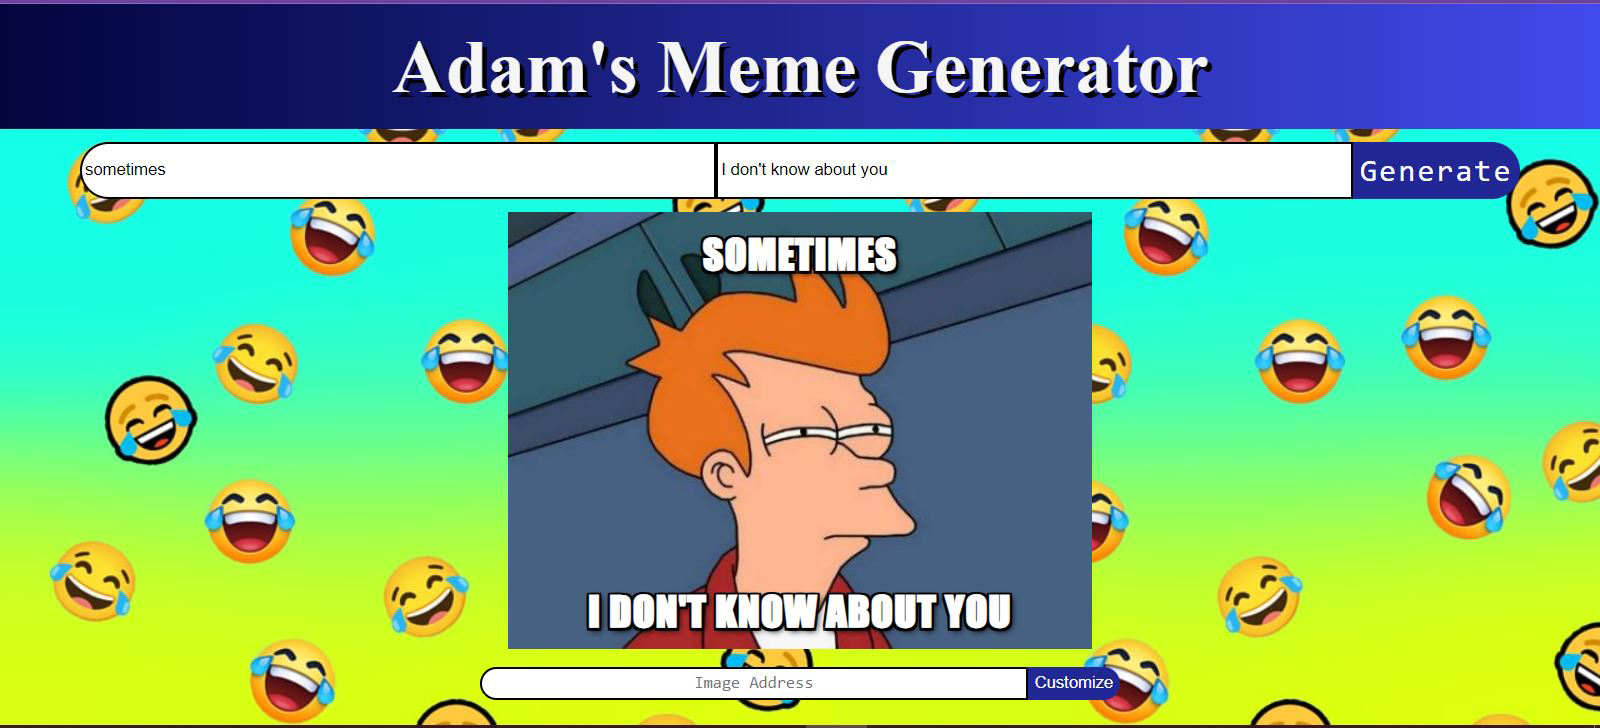 Adam's Meme Generator
sometimes
I don't know about you
Generate
SOMETIMES
I DON'T KNOW ABOUT YOU
Image Address
Customize